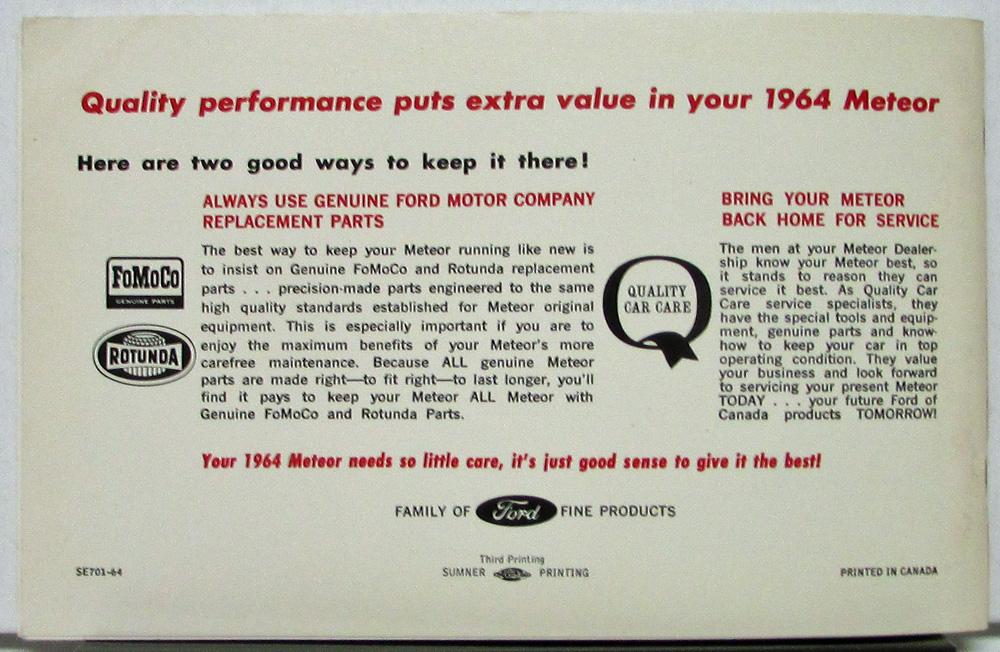 Quality performance puts extra value in your 1964 Meteor
Here are two good ways to keep it there!
ALWAYS USE GENUINE FORD MOTOR COMPANY
REPLACEMENT PARTS
FoMoCo
GENUINE PARTS
ROTUNDA
The best way to keep your Meteor running like new is
to insist on Genuine FoMoCo and Rotunda replacement
parts . . . precision-made parts engineered to the same
high quality standards established for Meteor original
equipment. This is especially important if you are to
enjoy the maximum benefits of your Meteor's more
carefree maintenance. Because ALL genuine Meteor
parts are made right—to fit right—to last longer, you'll
find it pays to keep your Meteor ALL Meteor with
Genuine FoMoCo and Rotunda Parts.
QUALITY
CAR CARE
BRING YOUR METEOR
BACK HOME FOR SERVICE
The men at your Meteor Dealer-
ship know your Meteor best, so
it stands to reason they can
service it best. As Quality Car
Care service specialists, they
have the special tools and equip-
ment, genuine parts and know-
how to keep your car in top
operating condition. They value
your business and look forward
to servicing your present Meteor
TODAY . . . your future Ford of
Canada products TOMORROW!
Your 1964 Meteor needs so little care, it's just good sense to give it the best!
FAMILY OF Ford FINE PRODUCTS
SE701-64
Third Printing
SUMNER PRINTING
PRINTED IN CANADA